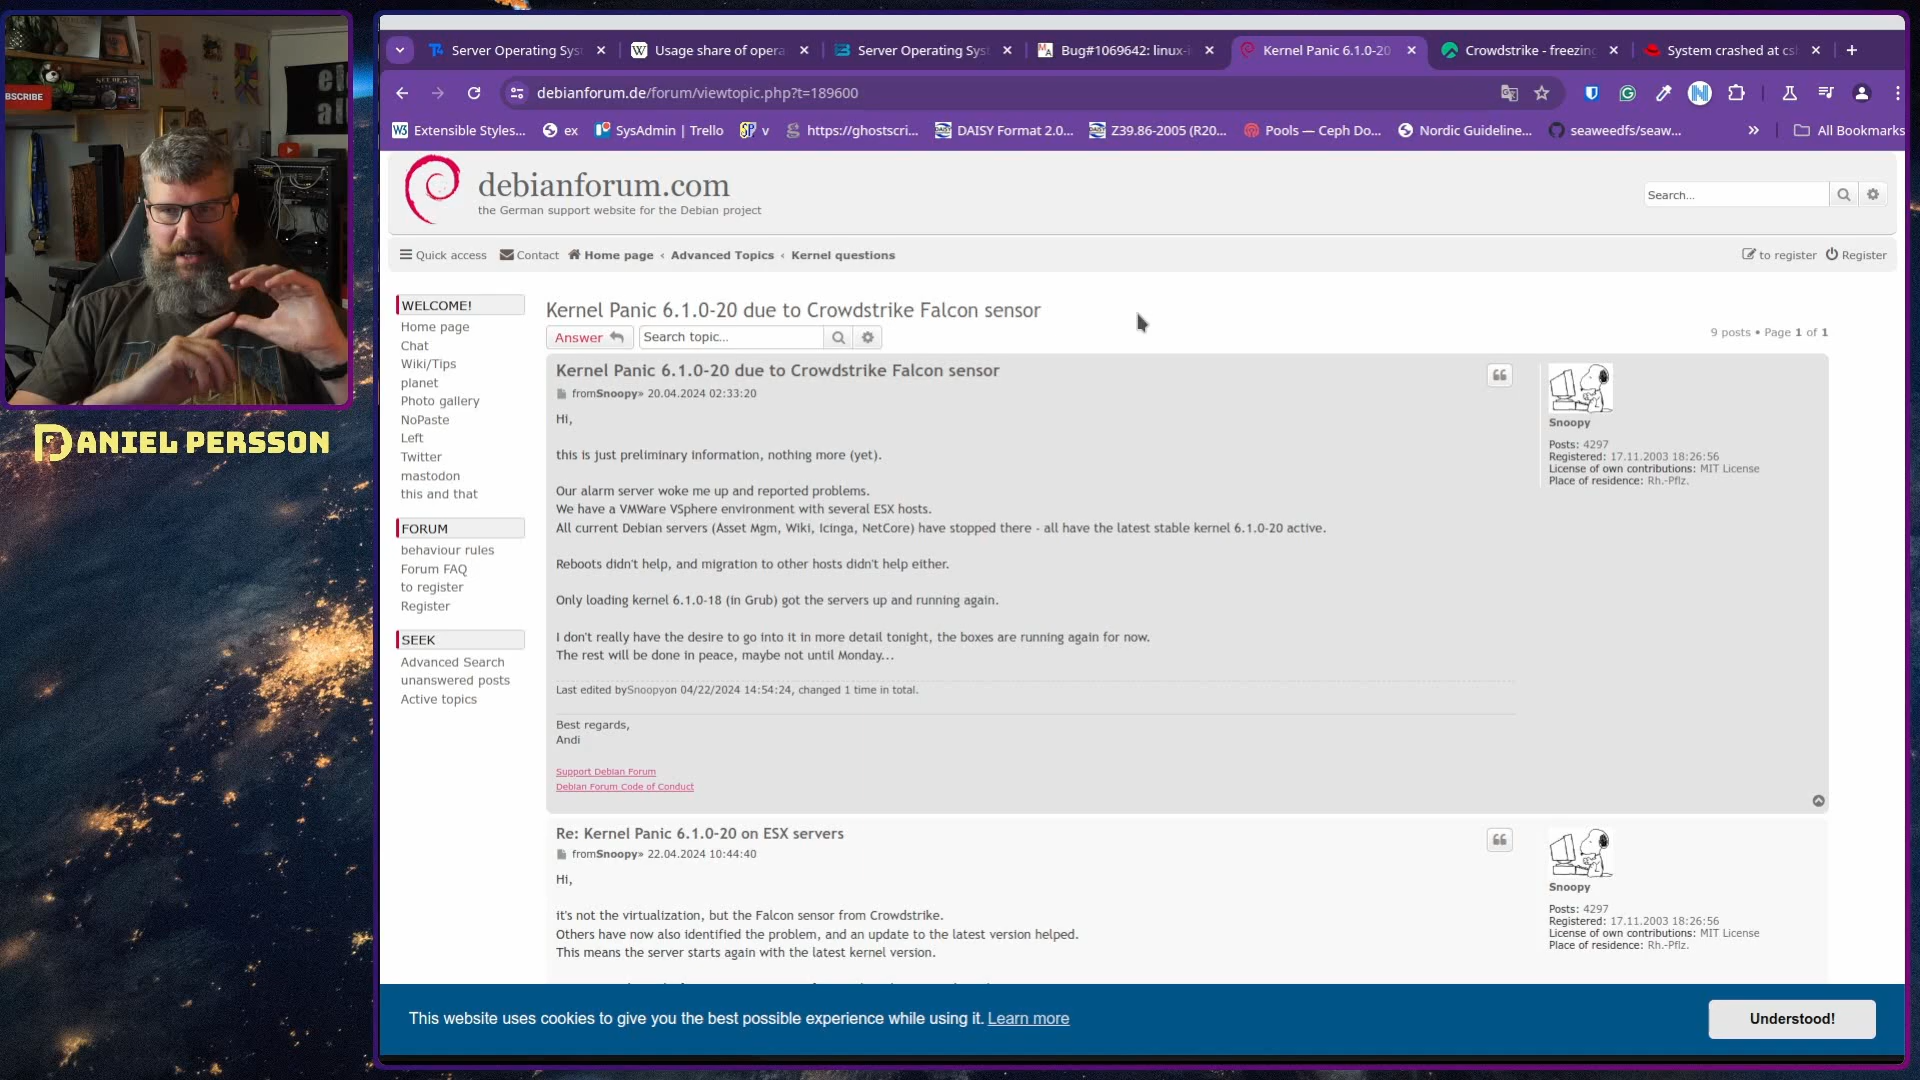 BSCRIBE
DANIEL PERSSON
Server Operating Sys
Usage share of opera
Server Operating Sys
Bug#1069642: linux-i
Kernel Panic 6.1.0-20
Crowdstrike - freezing
System crashed at cs
debianforum.de/forum/viewtopic.php?t=189600
Extensible Styles...
ex
SysAdmin | Trello
v
https://ghostscri...
DAISY Format 2.0...
Z39.86-2005 (R20...
Pools — Ceph Do...
Nordic Guideline...
seaweedfs/seaw...
»
All Bookmarks
debianforum.com
the German support website for the Debian project
Search...
Quick access
Contact
Home page ‹ Advanced Topics ‹ Kernel questions
to register
Register
WELCOME!
Home page
Chat
Wiki/Tips
planet
Photo gallery
NoPaste
Left
Twitter
mastodon
this and that
FORUM
behaviour rules
Forum FAQ
to register
Register
SEEK
Advanced Search
unanswered posts
Active topics
Kernel Panic 6.1.0-20 due to Crowdstrike Falcon sensor
Answer
Search topic...
9 posts • Page 1 of 1
Kernel Panic 6.1.0-20 due to Crowdstrike Falcon sensor
fromSnoopy» 20.04.2024 02:33:20
Hi,
this is just preliminary information, nothing more (yet).
Our alarm server woke me up and reported problems.
We have a VMWare VSphere environment with several ESX hosts.
All current Debian servers (Asset Mgm, Wiki, Icinga, NetCore) have stopped there - all have the latest stable kernel 6.1.0-20 active.
Reboots didn't help, and migration to other hosts didn't help either.
Only loading kernel 6.1.0-18 (in Grub) got the servers up and running again.
I don't really have the desire to go into it in more detail tonight, the boxes are running again for now.
The rest will be done in peace, maybe not until Monday...
Last edited bySnoopyon 04/22/2024 14:54:24, changed 1 time in total.
Best regards,
Andi
Support Debian Forum
Debian Forum Code of Conduct
Snoopy
Posts: 4297
Registered: 17.11.2003 18:26:56
License of own contributions: MIT License
Place of residence: Rh.-Pflz.
Re: Kernel Panic 6.1.0-20 on ESX servers
fromSnoopy» 22.04.2024 10:44:40
Hi,
it's not the virtualization, but the Falcon sensor from Crowdstrike.
Others have now also identified the problem, and an update to the latest version helped.
This means the server starts again with the latest kernel version.
Snoopy
Posts: 4297
Registered: 17.11.2003 18:26:56
License of own contributions: MIT License
Place of residence: Rh.-Pflz.
This website uses cookies to give you the best possible experience while using it. Learn more
Understood!